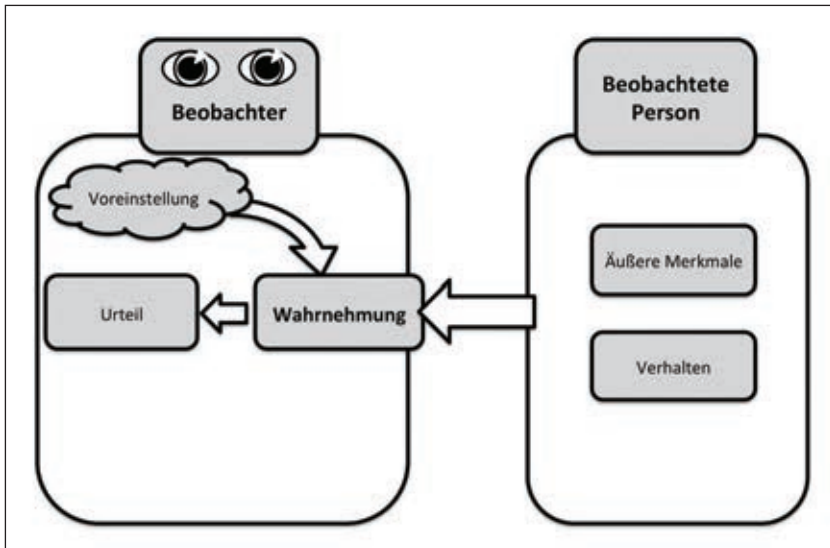 Beobachter
Voreinstellung
Urteil
Wahrnehmung
Beobachtete
Person
Äußere Merkmale
Verhalten